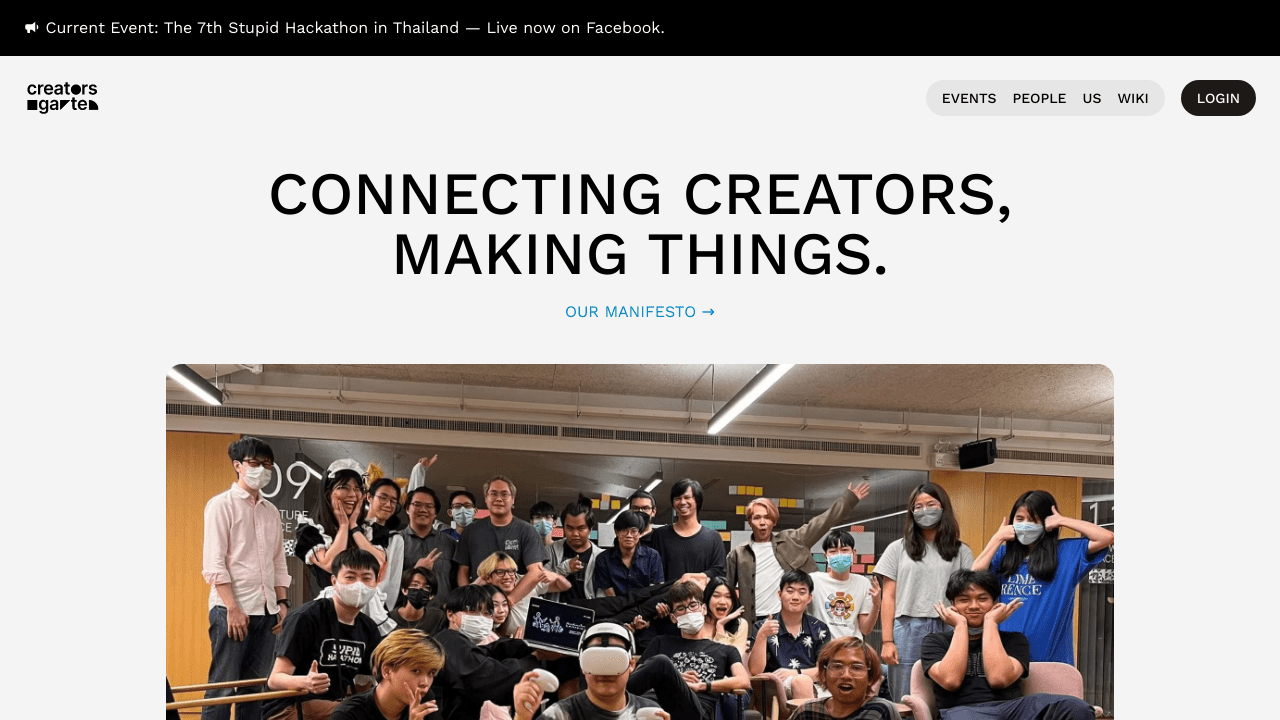 Current Event: The 7th Stupid Hackathon in Thailand — Live now on Facebook.
creators
garten
EVENTS PEOPLE US WIKI
LOGIN
CONNECTING CREATORS,
MAKING THINGS.
OUR MANIFESTO →
09